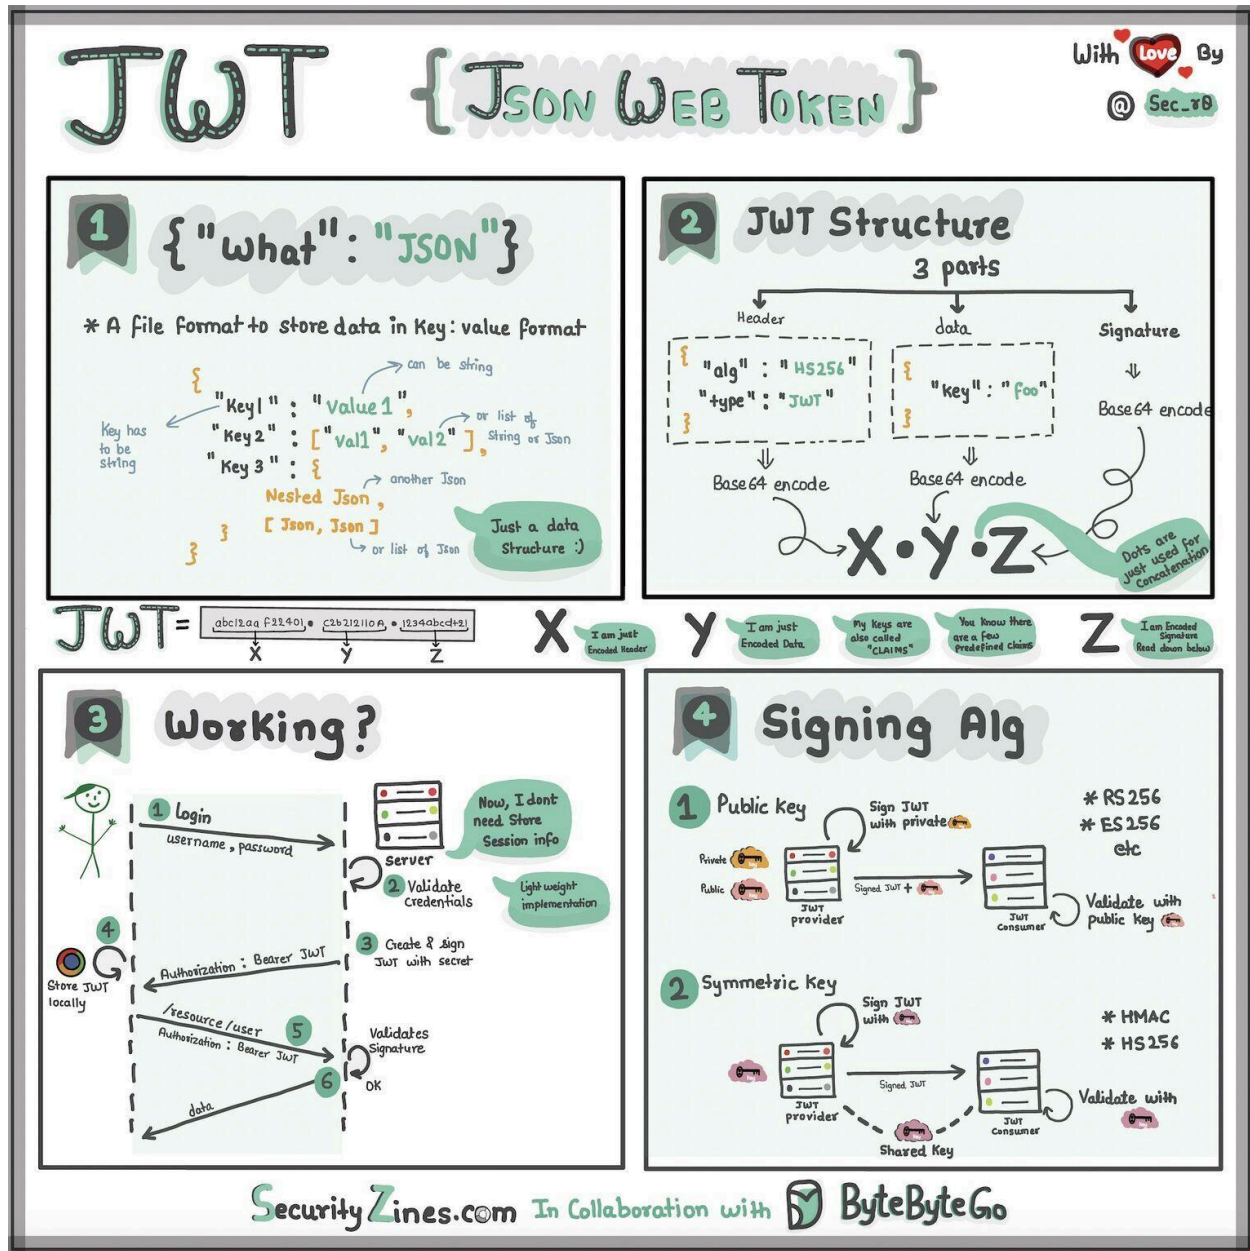 JWT
{JSON WEB TOKEN}
With Love By
@ Sec_r0
1
{"What": "JSON"}
* A file format to store data in Key: value format
{
"Key1" : "Value 1",
can be string
Key has
to be
string
"Key2" : ["val1", "val2"],
or list of
String or Json
"Key 3" : {
Nested Json,
another Json
[Json, Json]
or list of Json
}
}
Just a data
Structure :)
2
JWT Structure
3 parts
Header
{
"alg" : "HS256"
"type" : "JWT"
}
Base64 encode
data
{
"key" : "foo"
}
Base64 encode
Signature
Base64 encode
X.Y.Z
Dots are
just used for
Concatenation
JWT=
abc12aa f22401 . c2b212110A . 1234abcd+21
X Y Z
X
I am just
Encoded Header
Y
I am just
Encoded Data
My Keys are
also called
"CLAIMS"
You know there
are a few
predefined claims
Z
I am Encoded
Signature
Read down below
3
Working?
1 Login
username, password
Server
Now, I dont
need Store
Session info
2 Validate
Credentials
Light weight
implementation
3 Create & sign
JWT with secret
Authorization : Bearer JWT
4
Store JWT
locally
/resource/user
5
Authorization : Bearer JWT
Validates
Signature
OK
6
data
4
Signing Alg
1 Public Key
Sign JWT
with private
* RS256
* ES256
etc
Private
Public
JWT
provider
Signed JWT +
JWT
Consumer
Validate with
public Key
2 Symmetric Key
Sign JWT
with
* HMAC
* HS256
JWT
provider
Signed JWT
JWT
Consumer
Validate with
Shared Key
SecurityZines.com In Collaboration with ByteByteGo